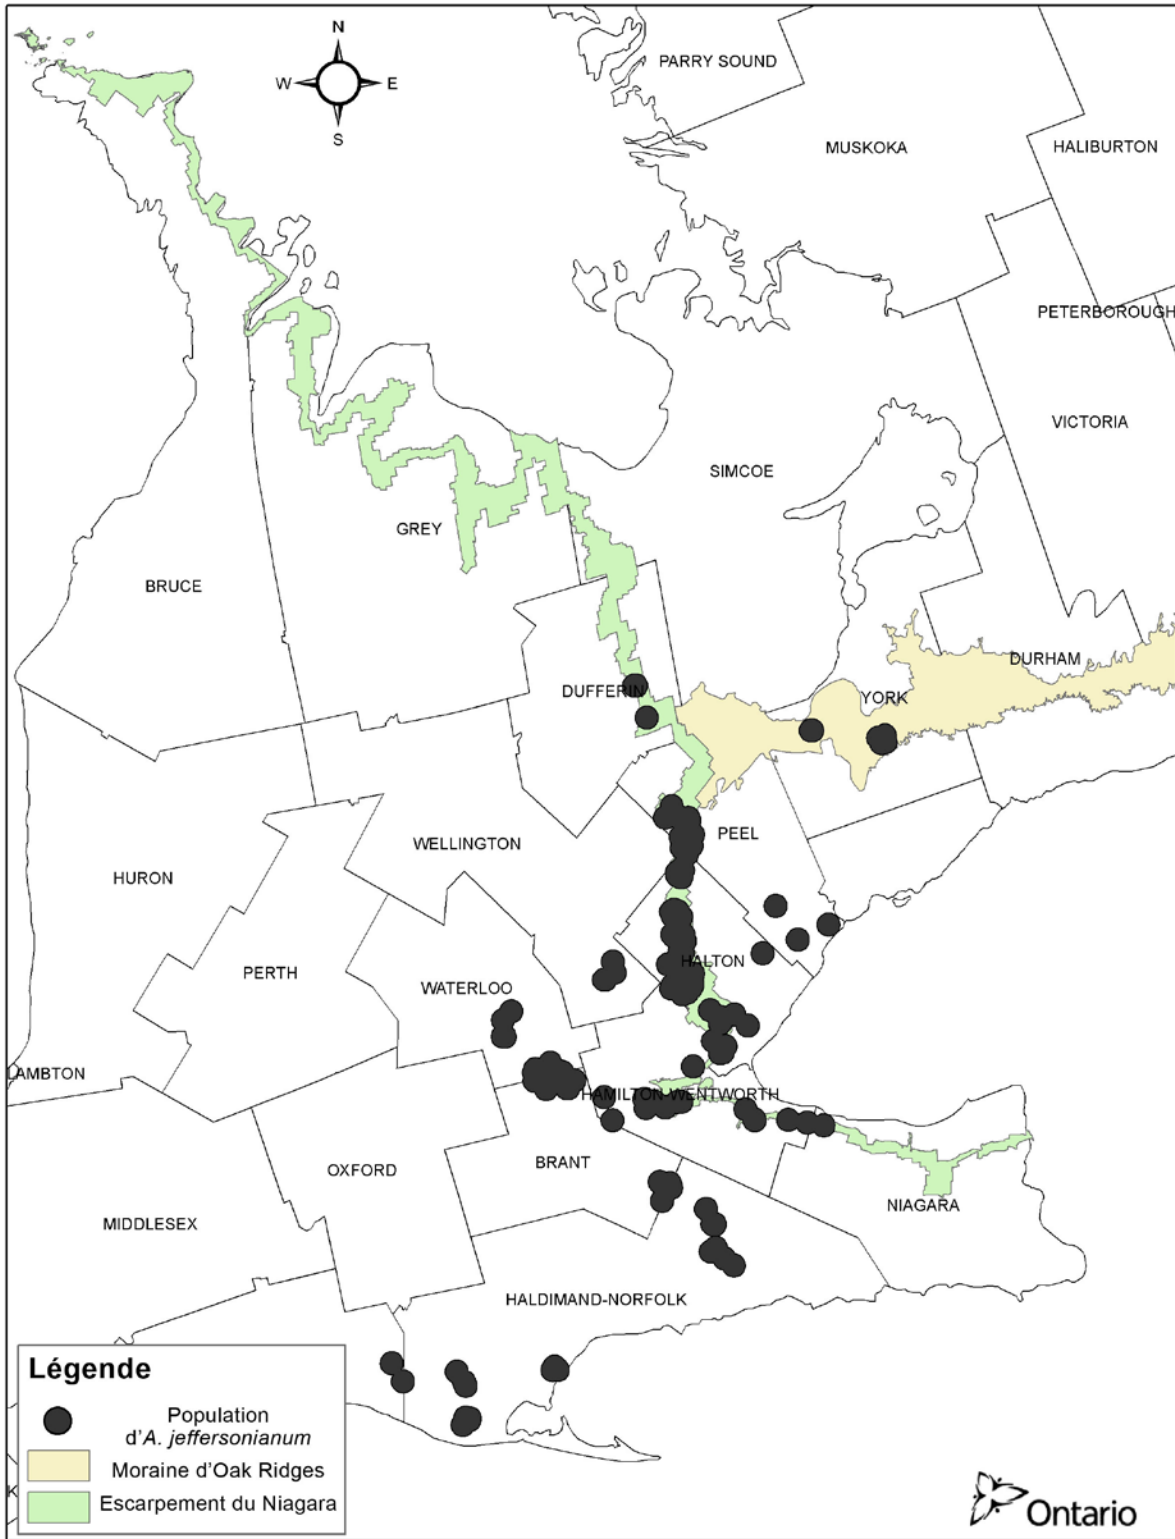 N
W
E
S
PARRY SOUND
MUSKOKA
HALIBURTON
PETERBOROUGH
VICTORIA
SIMCOE
GREY
BRUCE
DURHAM
DUFFERIN
YORK
PEEL
WELLINGTON
HURON
HALTON
PERTH
WATERLOO
LAMBTON
HAMILTON-WENTWORTH
BRANT
OXFORD
NIAGARA
MIDDLESEX
HALDIMAND-NORFOLK
Légende
Population
d'A. jeffersonianum
Moraine d'Oak Ridges
Escarpement du Niagara
K
Ontario